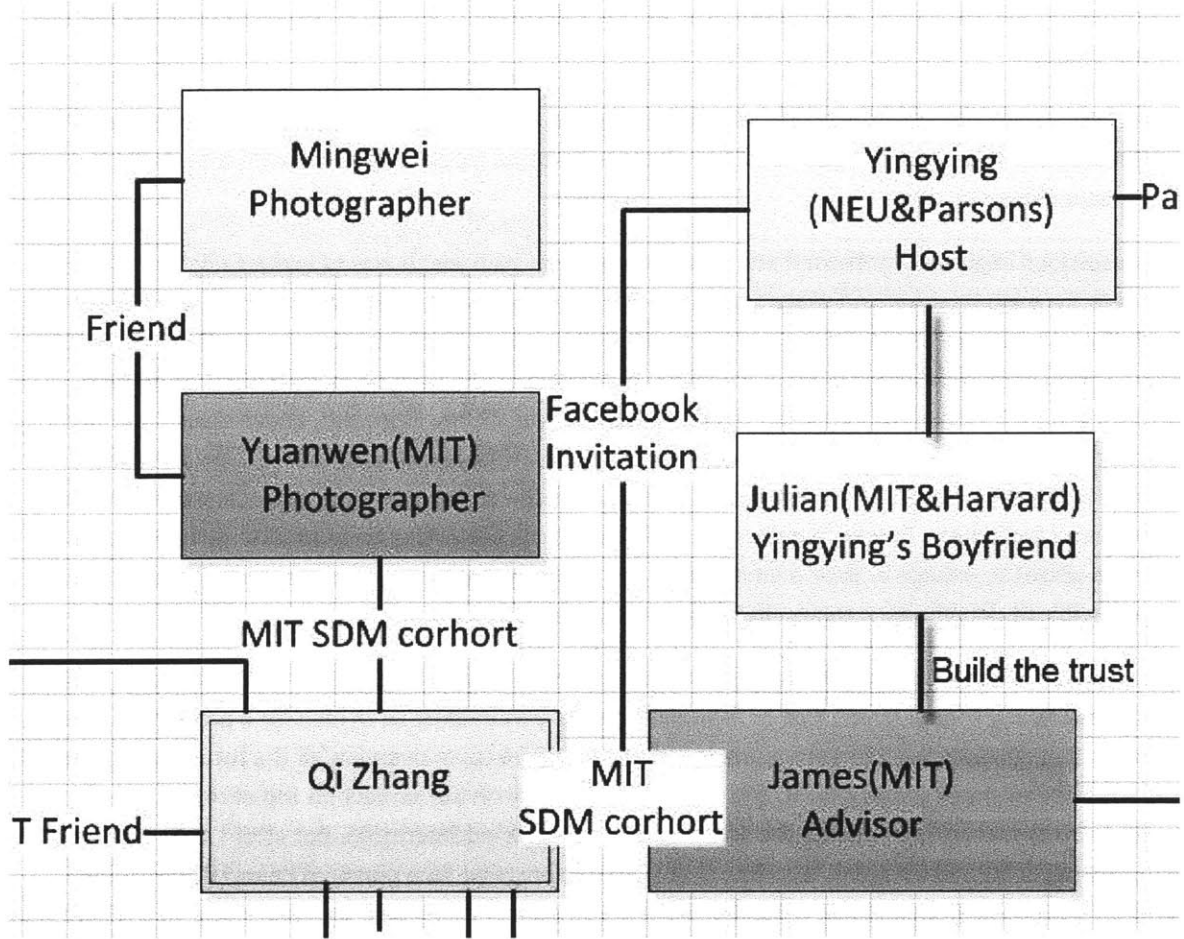 Mingwei
Photographer
Yingying
(NEU&Parsons)
Host
Pa
Friend
Yuanwen(MIT)
Photographer
Facebook
Invitation
Julian(MIT&Harvard)
Yingying's Boyfriend
MIT SDM corhort
Build the trust
Qi Zhang
MIT
SDM corhort
James(MIT)
Advisor
T Friend